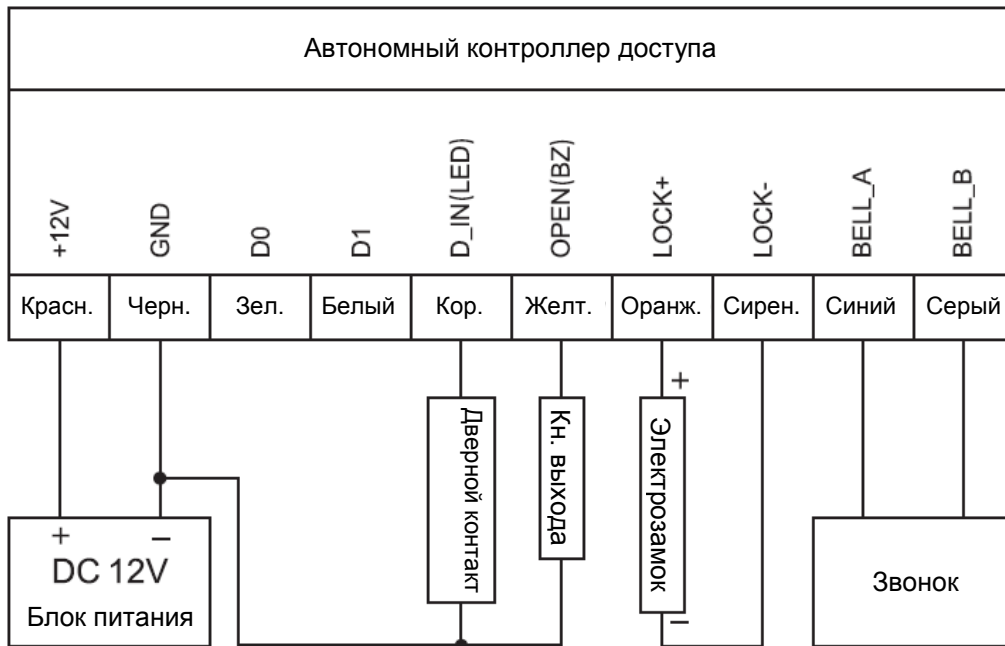 Автономный контроллер доступа
+12V
GND
D0
D1
D_IN(LED)
OPEN(BZ)
LOCK+
LOCK-
BELL_A
BELL_B
Красн.
Черн.
Зел.
Белый
Кор.
Желт.
Оранж.
Сирен.
Синий
Серый
+
Дверной контакт
Кн. выхода
Электрозамок
+ −
DC 12V
Блок питания
Звонок
−